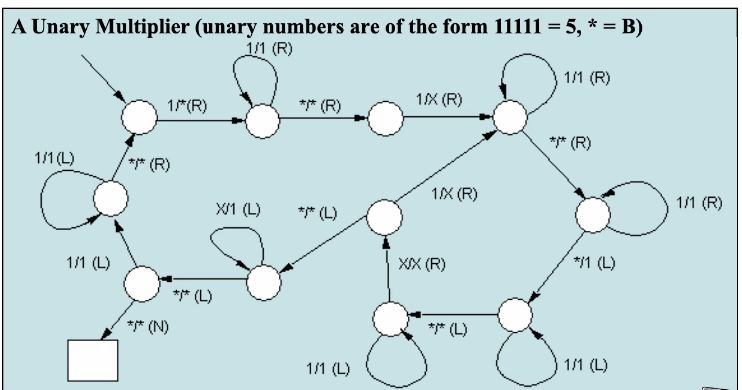 A Unary Multiplier (unary numbers are of the form 11111 = 5, * = B)
1/1 (R)
1/*(R)
*/* (R)
1/X (R)
1/1 (R)
*/* (R)
1/1(L)
*/* (R)
X/1 (L)
*/* (L)
1/X (R)
1/1 (R)
1/1 (L)
*/* (L)
X/X (R)
*/1 (L)
*/* (N)
*/* (L)
1/1 (L)
1/1 (L)